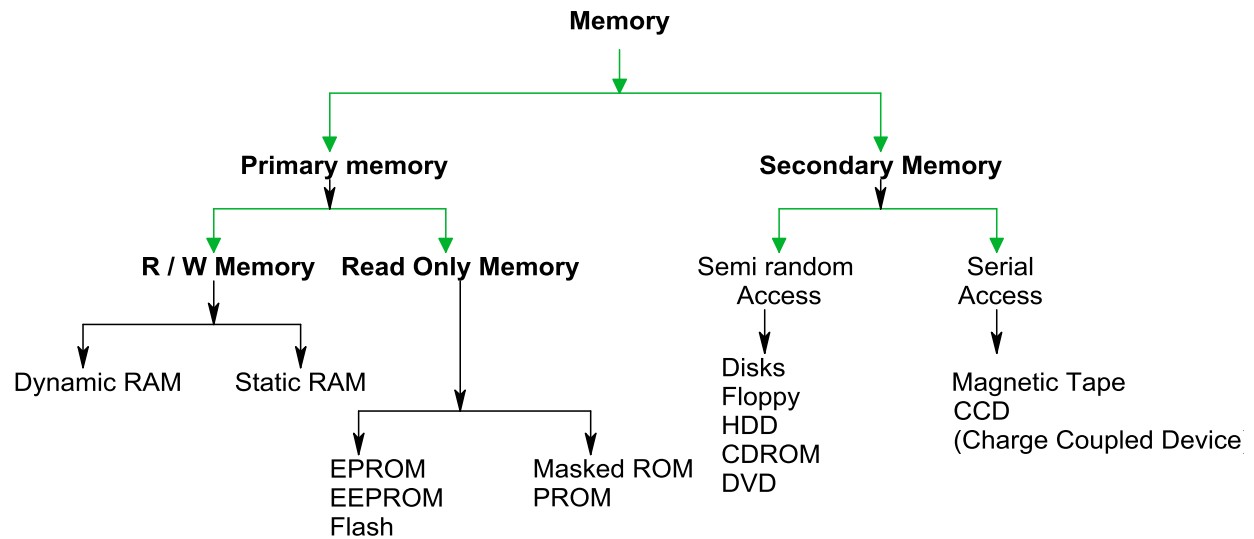 Memory
Primary memory
Secondary Memory
R / W Memory
Read Only Memory
Semi random
Access
Serial
Access
Dynamic RAM
Static RAM
EPROM
EEPROM
Flash
Masked ROM
PROM
Disks
Floppy
HDD
CDROM
DVD
Magnetic Tape
CCD
(Charge Coupled Device)